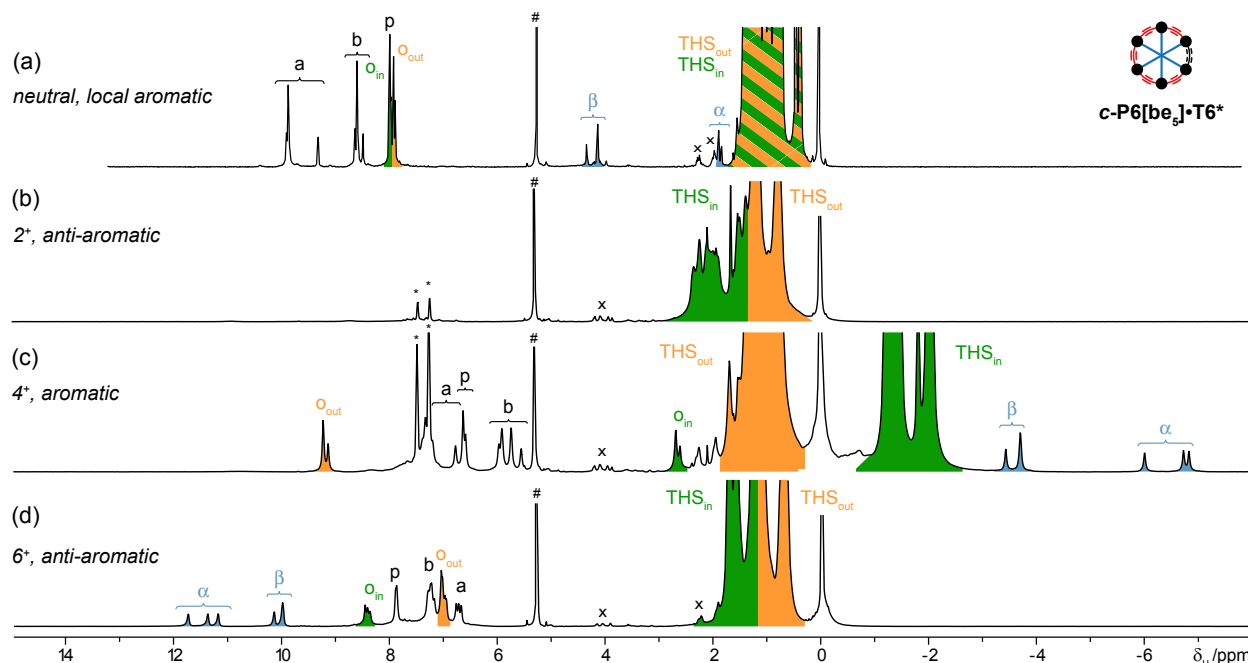 (a)
neutral, local aromatic
a
b
o_in
p
o_out
#
β
x
x
α
THS_out
THS_in
c-P6[be₅]•T6*
(b)
2⁺, anti-aromatic
*
*
#
x
THS_in
THS_out
(c)
4⁺, aromatic
o_out
*
*
a
p
b
#
x
o_in
THS_out
THS_in
β
α
(d)
6⁺, anti-aromatic
α
β
o_in
p
b
o_out
a
#
x
x
THS_in
THS_out
14 12 10 8 6 4 2 0 -2 -4 -6 δ_H /ppm